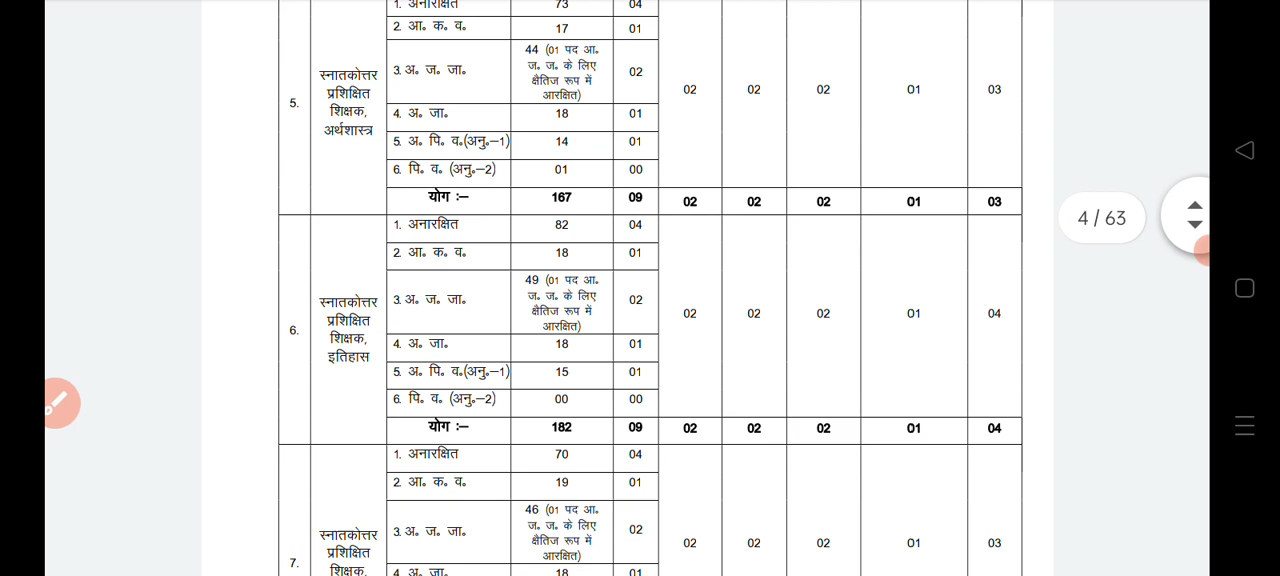 1. अनारक्षित 73 04
2. आ॰ क॰ व॰ 17 01
5. स्नातकोत्तर प्रशिक्षित शिक्षक, अर्थशास्त्र
3. अ॰ ज॰ जा॰ 44 (01 पद आ॰ ज॰ ज॰ के लिए क्षैतिज रूप में आरक्षित) 02 02 02 02 01 03
4. अ॰ जा॰ 18 01
5. अ॰ पि॰ व॰(अनु॰–1) 14 01
6. पि॰ व॰ (अनु॰–2) 01 00
योग :– 167 09 02 02 02 01 03
4 / 63
1. अनारक्षित 82 04
2. आ॰ क॰ व॰ 18 01
6. स्नातकोत्तर प्रशिक्षित शिक्षक, इतिहास
3. अ॰ ज॰ जा॰ 49 (01 पद आ॰ ज॰ ज॰ के लिए क्षैतिज रूप में आरक्षित) 02 02 02 02 01 04
4. अ॰ जा॰ 18 01
5. अ॰ पि॰ व॰(अनु॰–1) 15 01
6. पि॰ व॰ (अनु॰–2) 00 00
योग :– 182 09 02 02 02 01 04
1. अनारक्षित 70 04
2. आ॰ क॰ व॰ 19 01
7. स्नातकोत्तर प्रशिक्षित शिक्षक,
3. अ॰ ज॰ जा॰ 46 (01 पद आ॰ ज॰ ज॰ के लिए क्षैतिज रूप में आरक्षित) 02 02 02 02 01 03
4. अ॰ जा॰ 18 01